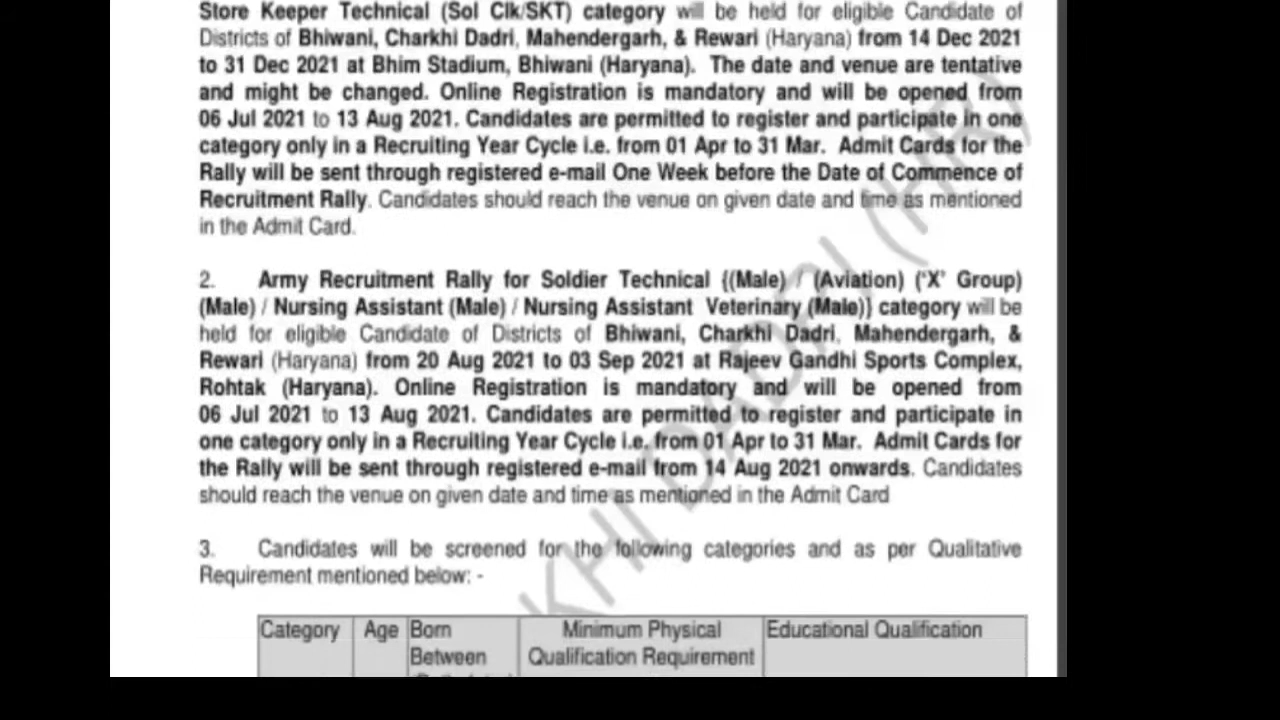 Store Keeper Technical (Sol Clk/SKT) category will be held for eligible Candidate of
Districts of Bhiwani, Charkhi Dadri, Mahendergarh, & Rewari (Haryana) from 14 Dec 2021
to 31 Dec 2021 at Bhim Stadium, Bhiwani (Haryana). The date and venue are tentative
and might be changed. Online Registration is mandatory and will be opened from
06 Jul 2021 to 13 Aug 2021. Candidates are permitted to register and participate in one
category only in a Recruiting Year Cycle i.e. from 01 Apr to 31 Mar. Admit Cards for the
Rally will be sent through registered e-mail One Week before the Date of Commence of
Recruitment Rally. Candidates should reach the venue on given date and time as mentioned
in the Admit Card.
2. Army Recruitment Rally for Soldier Technical {(Male) / (Aviation) ('X' Group)
(Male) / Nursing Assistant (Male) / Nursing Assistant Veterinary (Male)} category will be
held for eligible Candidate of Districts of Bhiwani, Charkhi Dadri, Mahendergarh, &
Rewari (Haryana) from 20 Aug 2021 to 03 Sep 2021 at Rajeev Gandhi Sports Complex,
Rohtak (Haryana). Online Registration is mandatory and will be opened from
06 Jul 2021 to 13 Aug 2021. Candidates are permitted to register and participate in
one category only in a Recruiting Year Cycle i.e. from 01 Apr to 31 Mar. Admit Cards for
the Rally will be sent through registered e-mail from 14 Aug 2021 onwards. Candidates
should reach the venue on given date and time as mentioned in the Admit Card
3. Candidates will be screened for the following categories and as per Qualitative
Requirement mentioned below: -
Category Age Born Minimum Physical Educational Qualification
Between Qualification Requirement
KHI DADRI (HR)